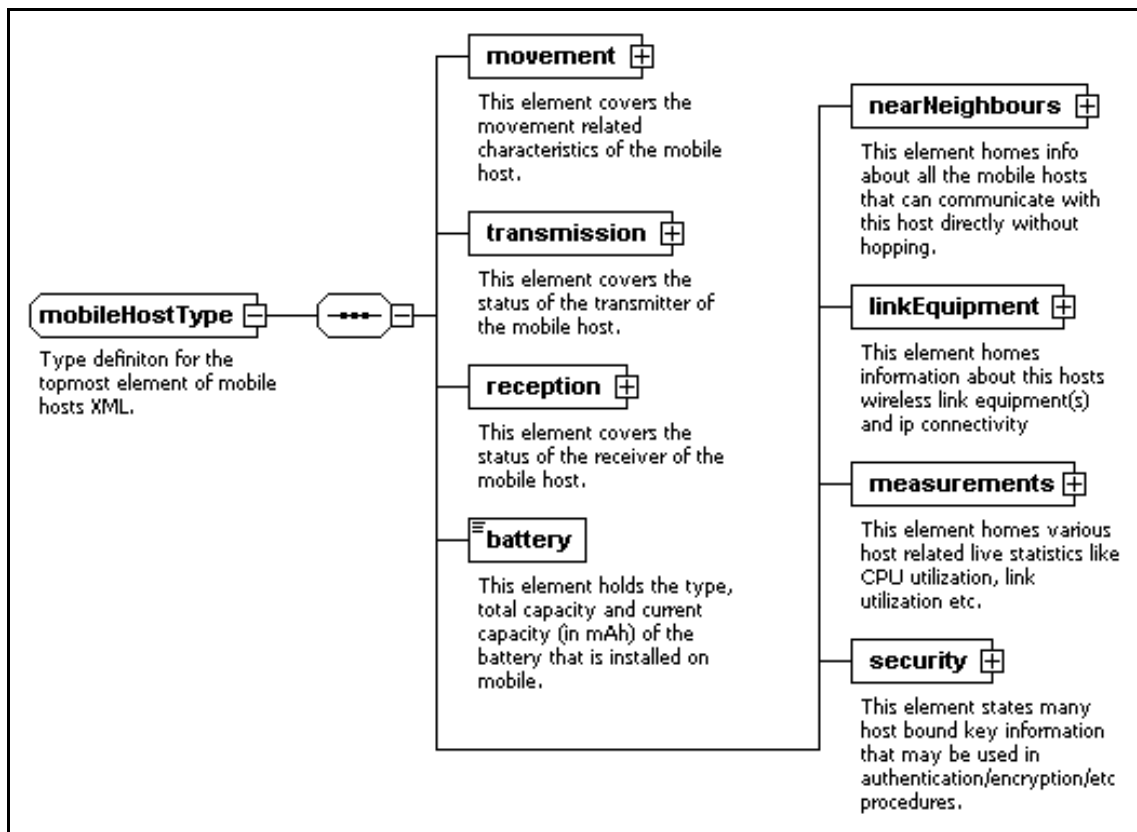 mobileHostType
Type definiton for the
topmost element of mobile
hosts XML.
movement
This element covers the
movement related
characteristics of the mobile
host.
transmission
This element covers the
status of the transmitter of
the mobile host.
reception
This element covers the
status of the receiver of the
mobile host.
battery
This element holds the type,
total capacity and current
capacity (in mAh) of the
battery that is installed on
mobile.
nearNeighbours
This element homes info
about all the mobile hosts
that can communicate with
this host directly without
hopping.
linkEquipment
This element homes
information about this hosts
wireless link equipment(s)
and ip connectivity
measurements
This element homes various
host related live statistics like
CPU utilization, link
utilization etc.
security
This element states many
host bound key information
that may be used in
authentication/encryption/etc
procedures.